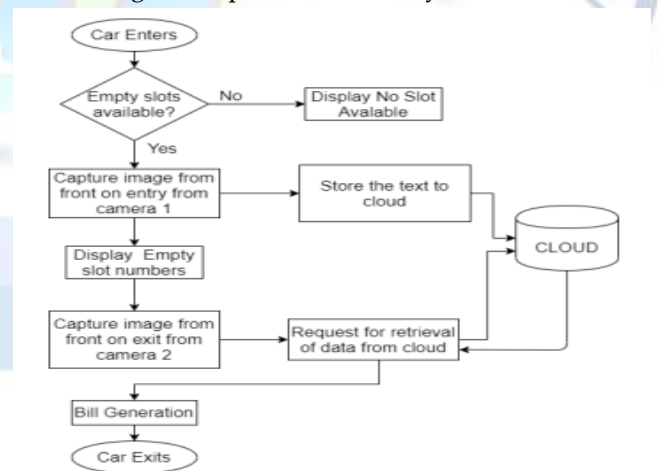 Car Enters
Empty slots
available?
No
Display No Slot
Avalable
Yes
Capture image from
front on entry from
camera 1
Store the text to
cloud
CLOUD
Display Empty
slot numbers
Capture image from
front on exit from
camera 2
Request for retrieval
of data from cloud
Bill Generation
Car Exits